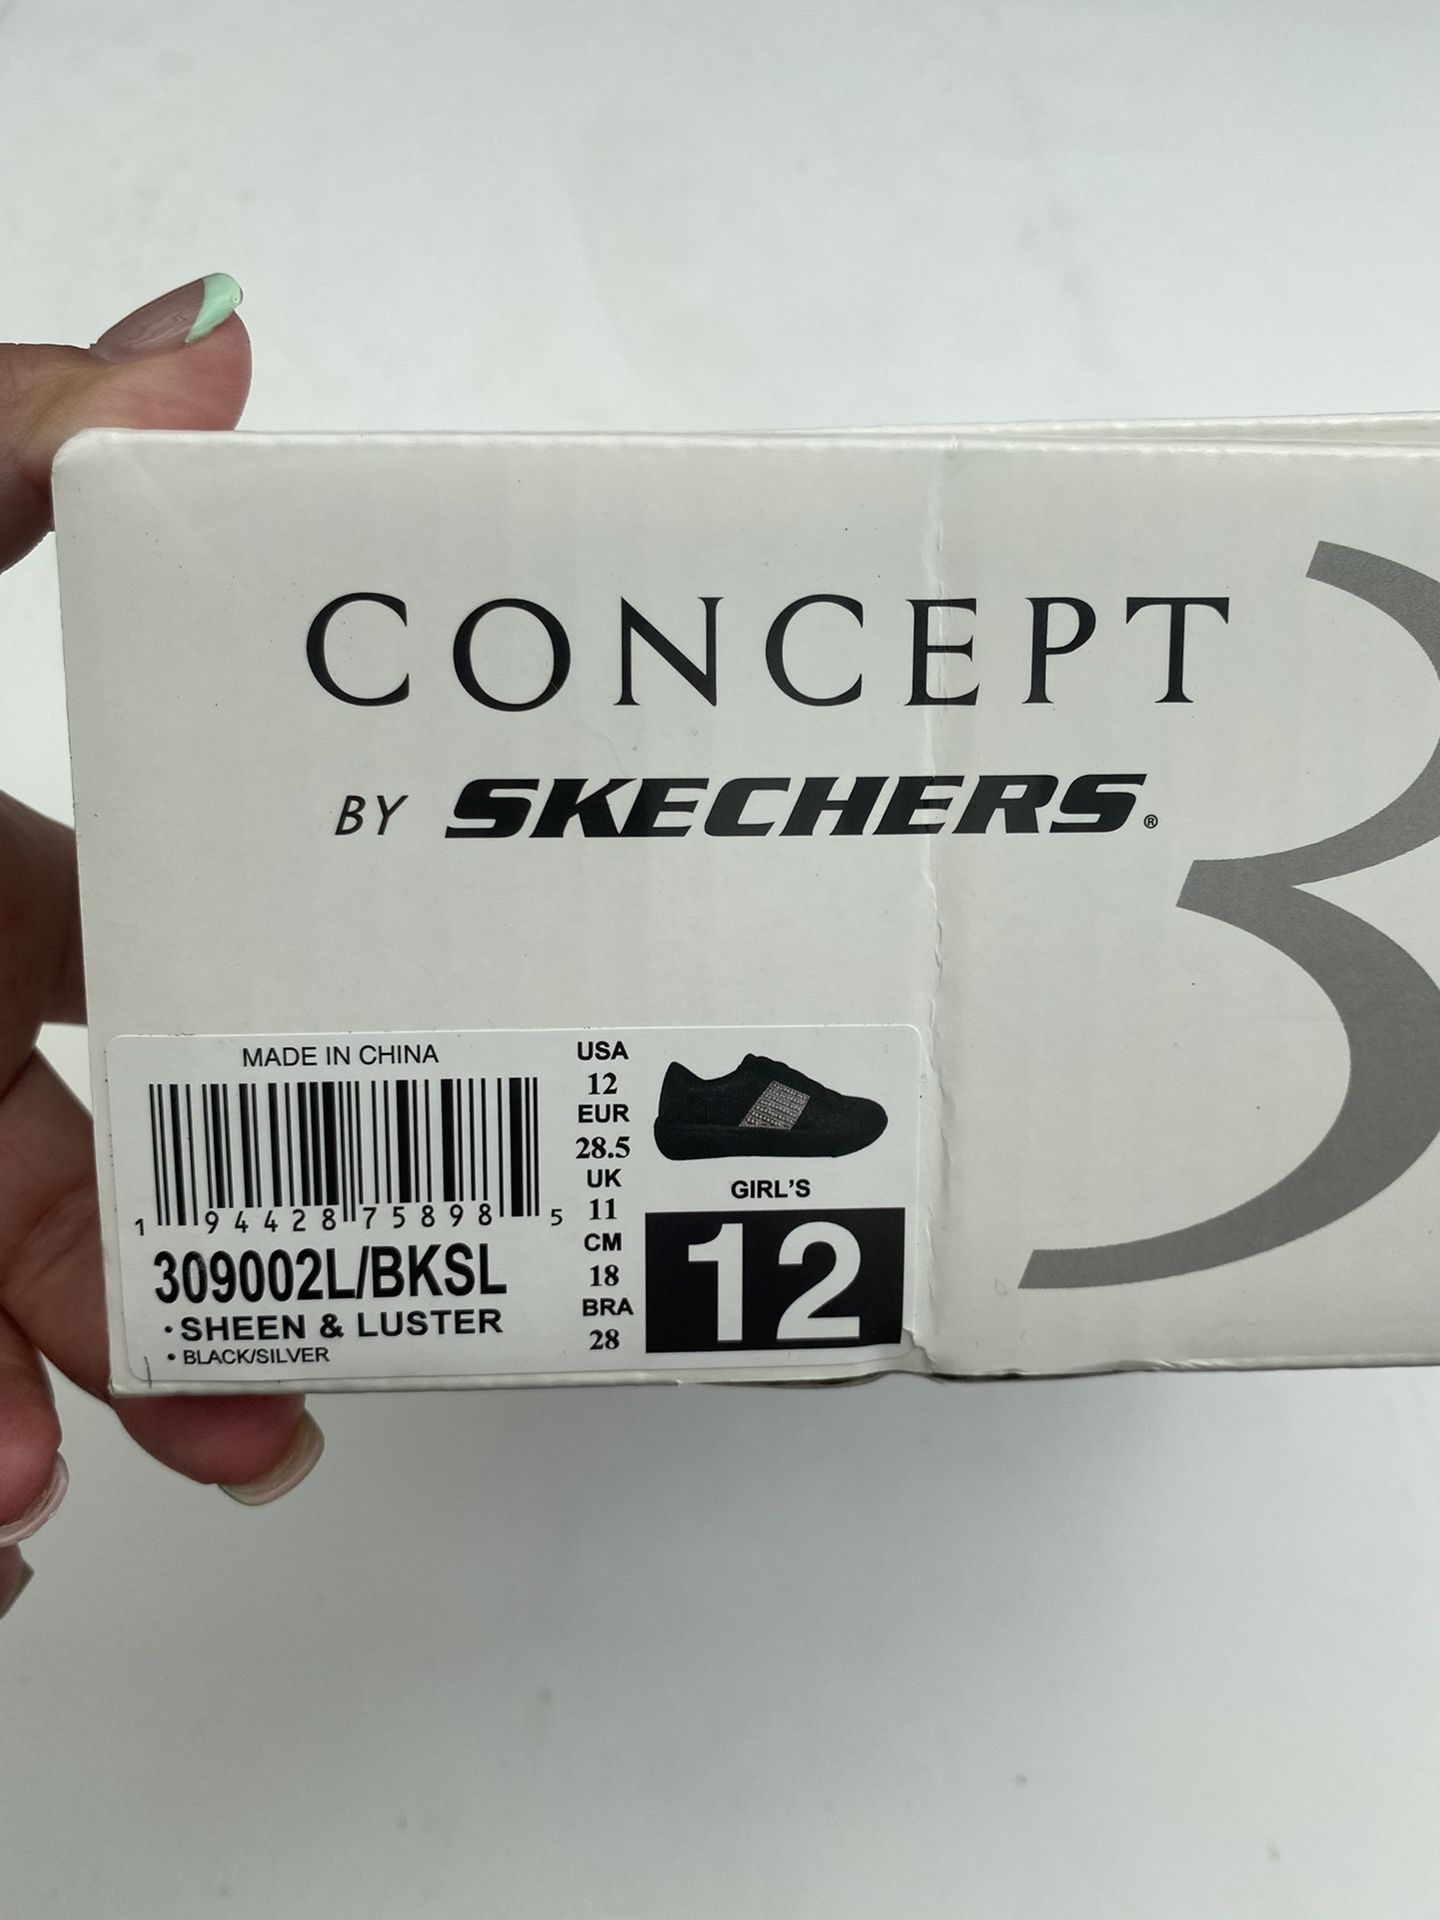 CONCEPT 3
BY SKECHERS®
MADE IN CHINA
1 94428 75898 5
309002L/BKSL
• SHEEN & LUSTER
• BLACK/SILVER
USA
12
EUR
28.5
UK
11
CM
18
BRA
28
GIRL'S
12